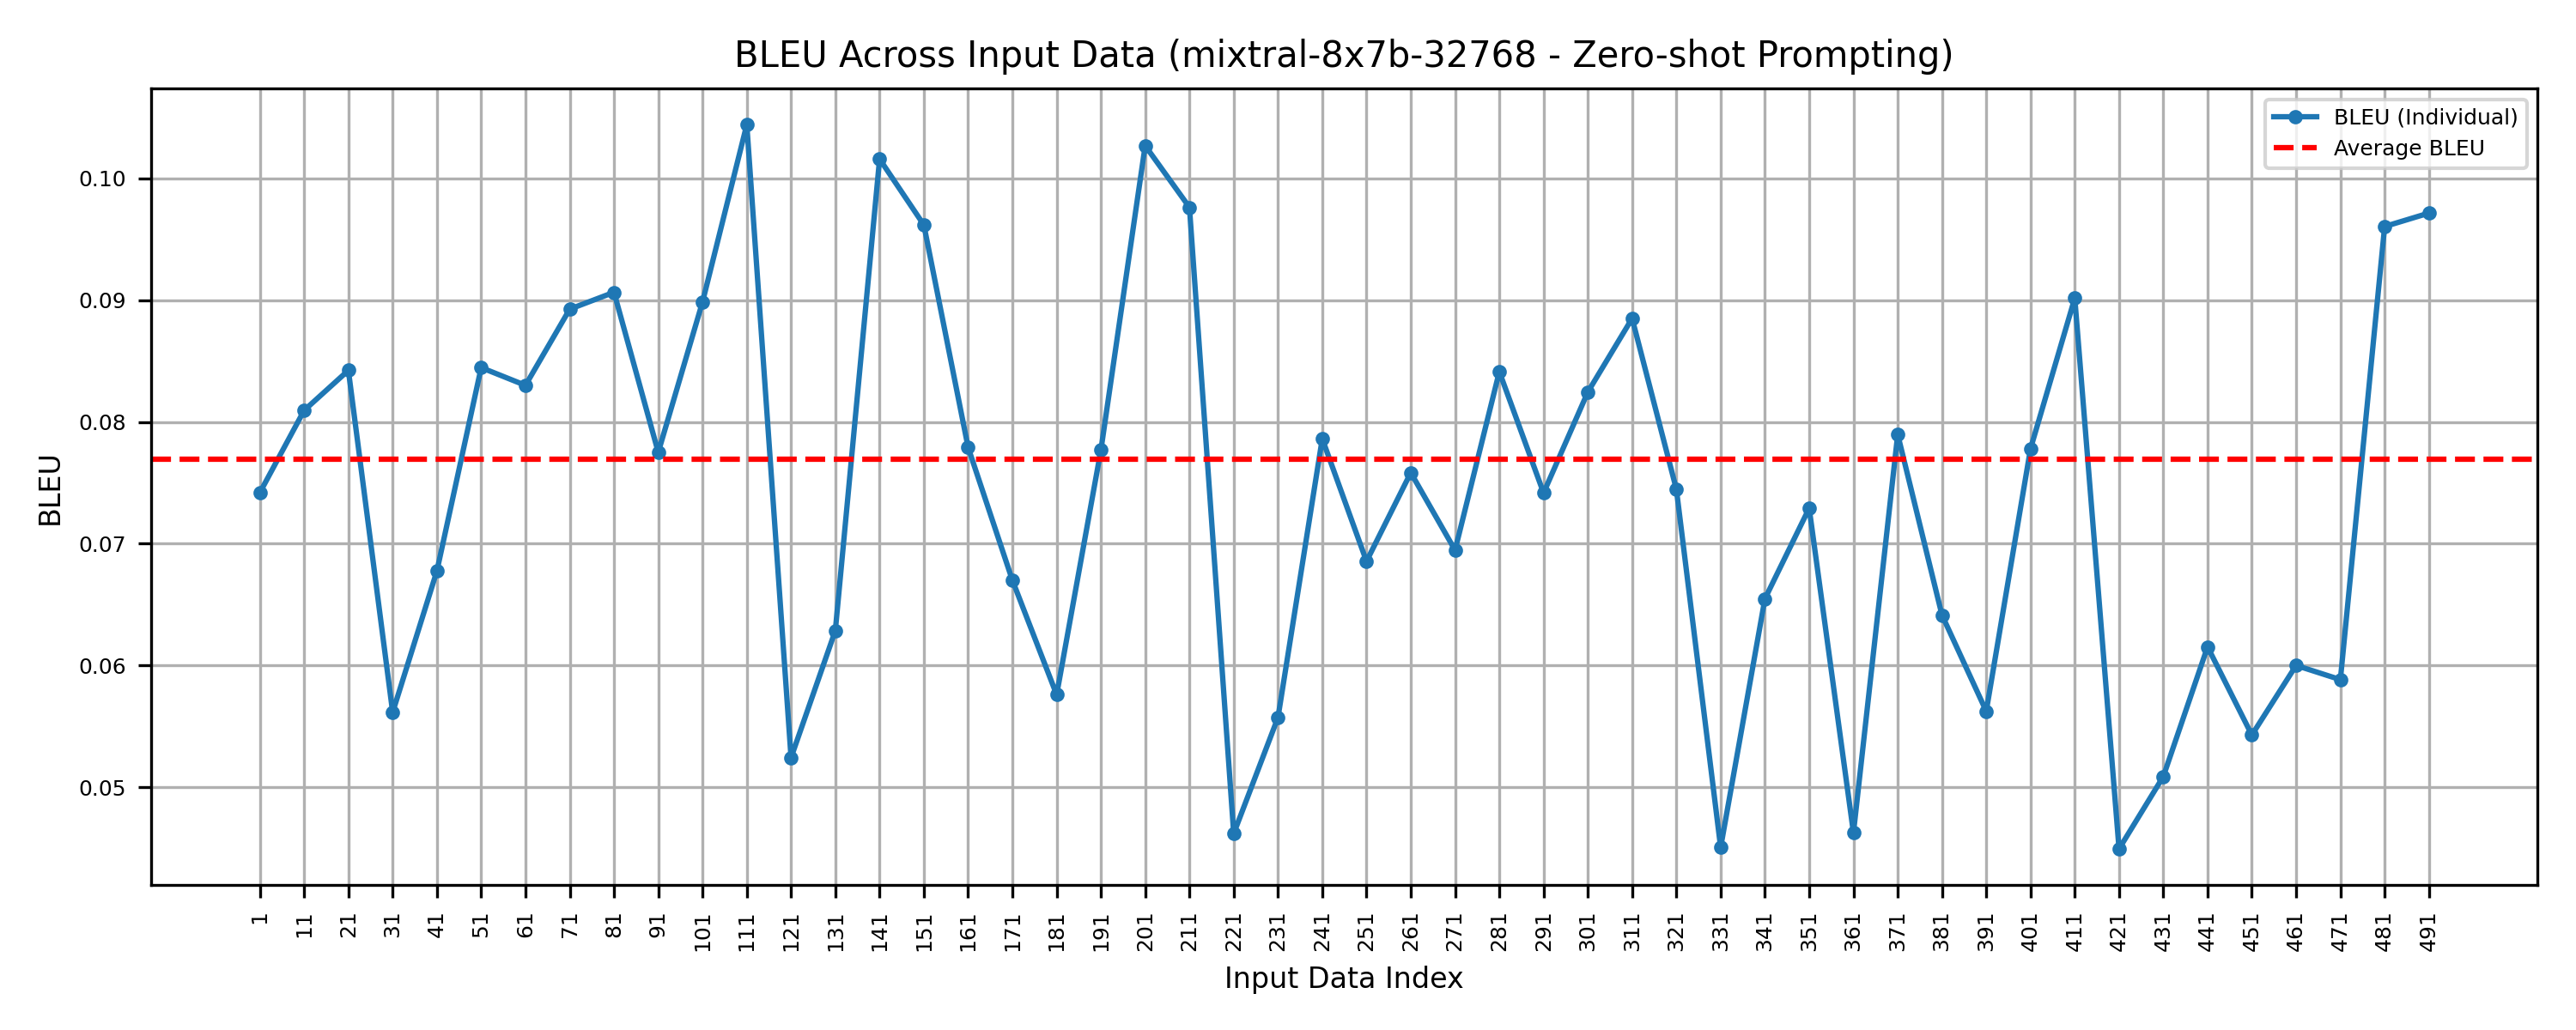 BLEU Across Input Data (mixtral-8x7b-32768 - Zero-shot Prompting)
BLEU (Individual)
Average BLEU
0.10
0.09
0.08
0.07
0.06
0.05
BLEU
1 11 21 31 41 51 61 71 81 91 101 111 121 131 141 151 161 171 181 191 201 211 221 231 241 251 261 271 281 291 301 311 321 331 341 351 361 371 381 391 401 411 421 431 441 451 461 471 481 491
Input Data Index